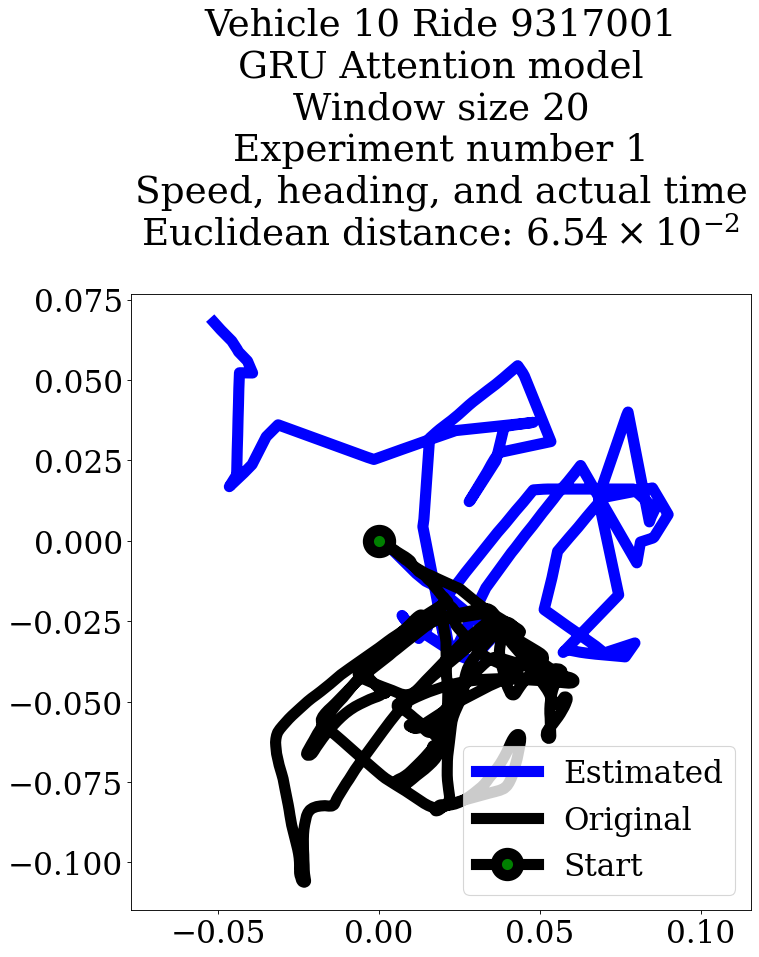 Vehicle 10 Ride 9317001
GRU Attention model
Window size 20
Experiment number 1
Speed, heading, and actual time
Euclidean distance: 6.54 × 10⁻²
0.075
0.050
0.025
0.000
−0.025
−0.050
−0.075
−0.100
Estimated
Original
Start
−0.05 0.00 0.05 0.10